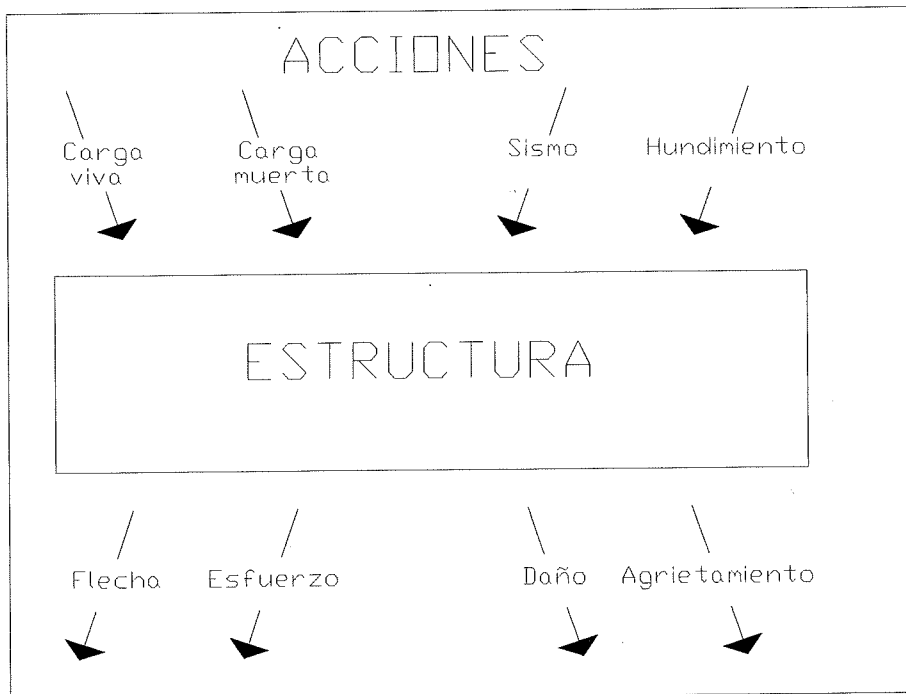 ACCIONES
Carga viva
Carga muerta
Sismo
Hundimiento
ESTRUCTURA
Flecha
Esfuerzo
Daño
Agrietamiento